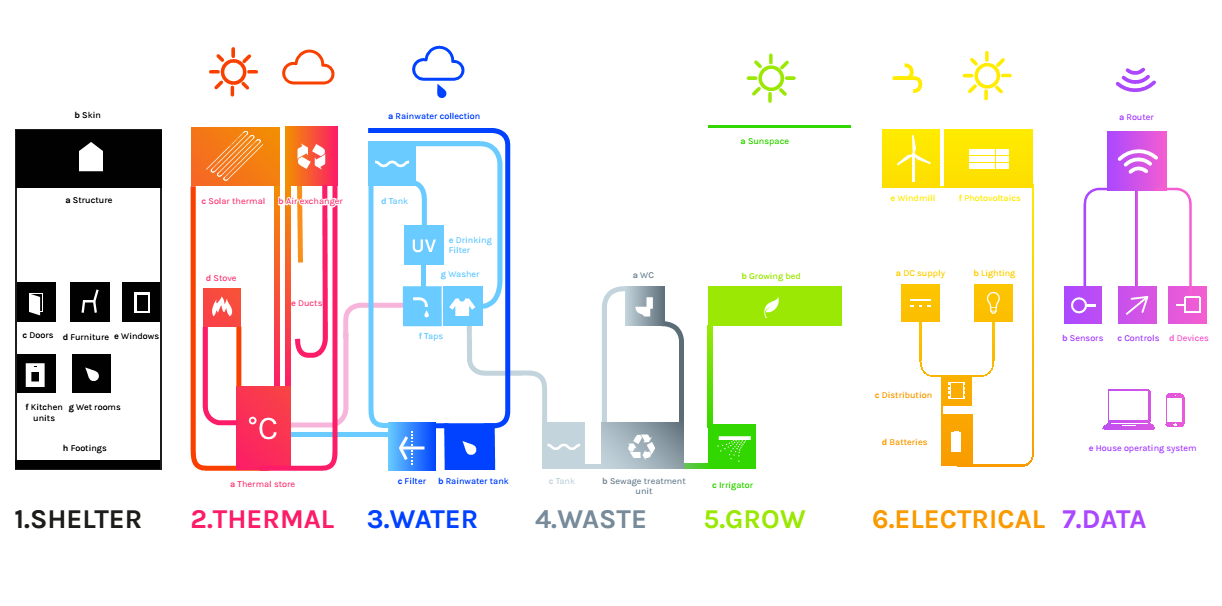 b Skin
a Structure
c Doors
d Furniture
e Windows
f Kitchen
units
g Wet rooms
h Footings
1.SHELTER
c Solar thermal
b Air exchanger
d Stove
e Ducts
°C
a Thermal store
2.THERMAL
a Rainwater collection
d Tank
UV
e Drinking
Filter
g Washer
f Taps
c Filter
b Rainwater tank
3.WATER
a WC
c Tank
b Sewage treatment
unit
4.WASTE
a Sunspace
b Growing bed
c Irrigator
5.GROW
e Windmill
f Photovoltaics
a DC supply
b Lighting
c Distribution
d Batteries
6.ELECTRICAL
a Router
b Sensors
c Controls
d Devices
e House operating system
7.DATA